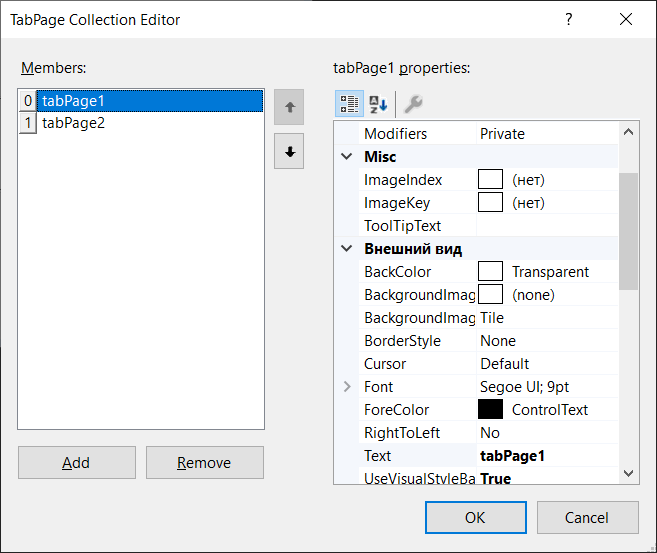 TabPage Collection Editor
?
Members:
0 tabPage1
1 tabPage2
Add
Remove
tabPage1 properties:
Modifiers Private
Misc
ImageIndex (нет)
ImageKey (нет)
ToolTipText
Внешний вид
BackColor Transparent
BackgroundImag (none)
BackgroundImag Tile
BorderStyle None
Cursor Default
Font Segoe UI; 9pt
ForeColor ControlText
RightToLeft No
Text tabPage1
UseVisualStyleBa True
OK
Cancel